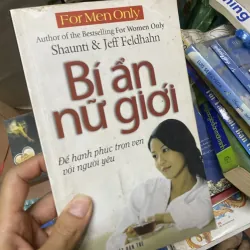 For Men Only
Author of the Bestselling For Women Only
Shaunti & Jeff Feldhahn
Bí ẩn
nữ giới
Để hạnh phúc trọn vẹn
với người yêu